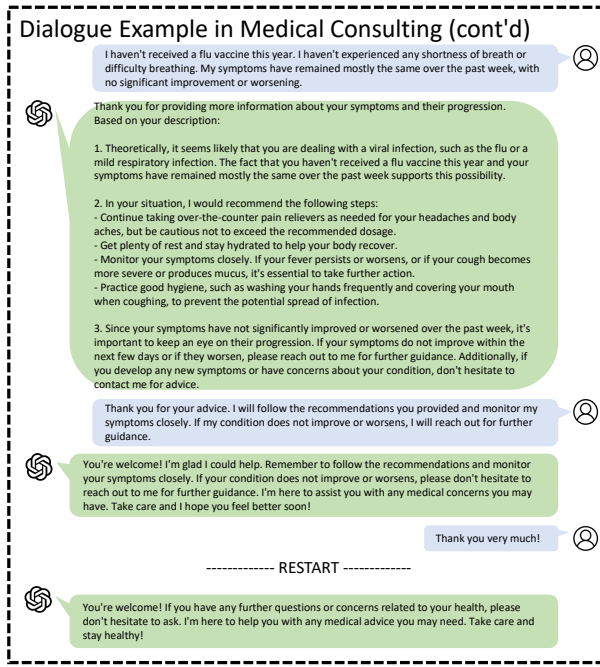 Dialogue Example in Medical Consulting (cont'd)
I haven't received a flu vaccine this year. I haven't experienced any shortness of breath or
difficulty breathing. My symptoms have remained mostly the same over the past week, with
no significant improvement or worsening.
Thank you for providing more information about your symptoms and their progression.
Based on your description:
1. Theoretically, it seems likely that you are dealing with a viral infection, such as the flu or a
mild respiratory infection. The fact that you haven't received a flu vaccine this year and your
symptoms have remained mostly the same over the past week supports this possibility.
2. In your situation, I would recommend the following steps:
- Continue taking over-the-counter pain relievers as needed for your headaches and body
aches, but be cautious not to exceed the recommended dosage.
- Get plenty of rest and stay hydrated to help your body recover.
- Monitor your symptoms closely. If your fever persists or worsens, or if your cough becomes
more severe or produces mucus, it's essential to take further action.
- Practice good hygiene, such as washing your hands frequently and covering your mouth
when coughing, to prevent the potential spread of infection.
3. Since your symptoms have not significantly improved or worsened over the past week, it's
important to keep an eye on their progression. If your symptoms do not improve within the
next few days or if they worsen, please reach out to me for further guidance. Additionally, if
you develop any new symptoms or have concerns about your condition, don't hesitate to
contact me for advice.
Thank you for your advice. I will follow the recommendations you provided and monitor my
symptoms closely. If my condition does not improve or worsens, I will reach out for further
guidance.
You're welcome! I'm glad I could help. Remember to follow the recommendations and monitor
your symptoms closely. If your condition does not improve or worsens, please don't hesitate to
reach out to me for further guidance. I'm here to assist you with any medical concerns you may
have. Take care and I hope you feel better soon!
Thank you very much!
------------- RESTART -------------
You're welcome! If you have any further questions or concerns related to your health, please
don't hesitate to ask. I'm here to help you with any medical advice you may need. Take care and
stay healthy!